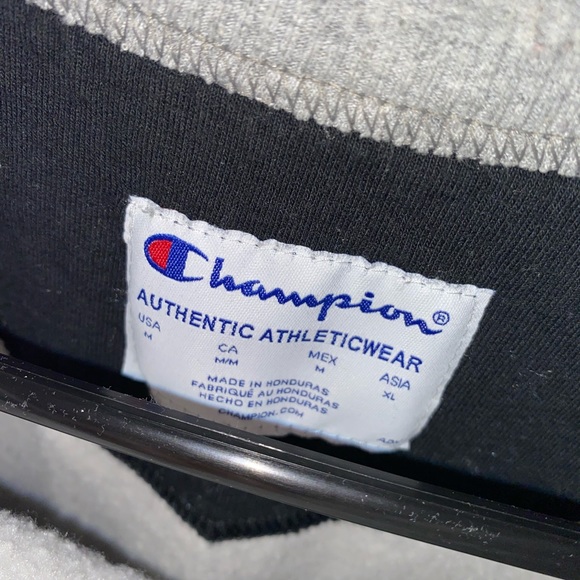 Champion®
AUTHENTIC ATHLETICWEAR
USA CA MEX ASIA
M M/M M XL
MADE IN HONDURAS
FABRIQUÉ AU HONDURAS
HECHO EN HONDURAS
CHAMPION.COM